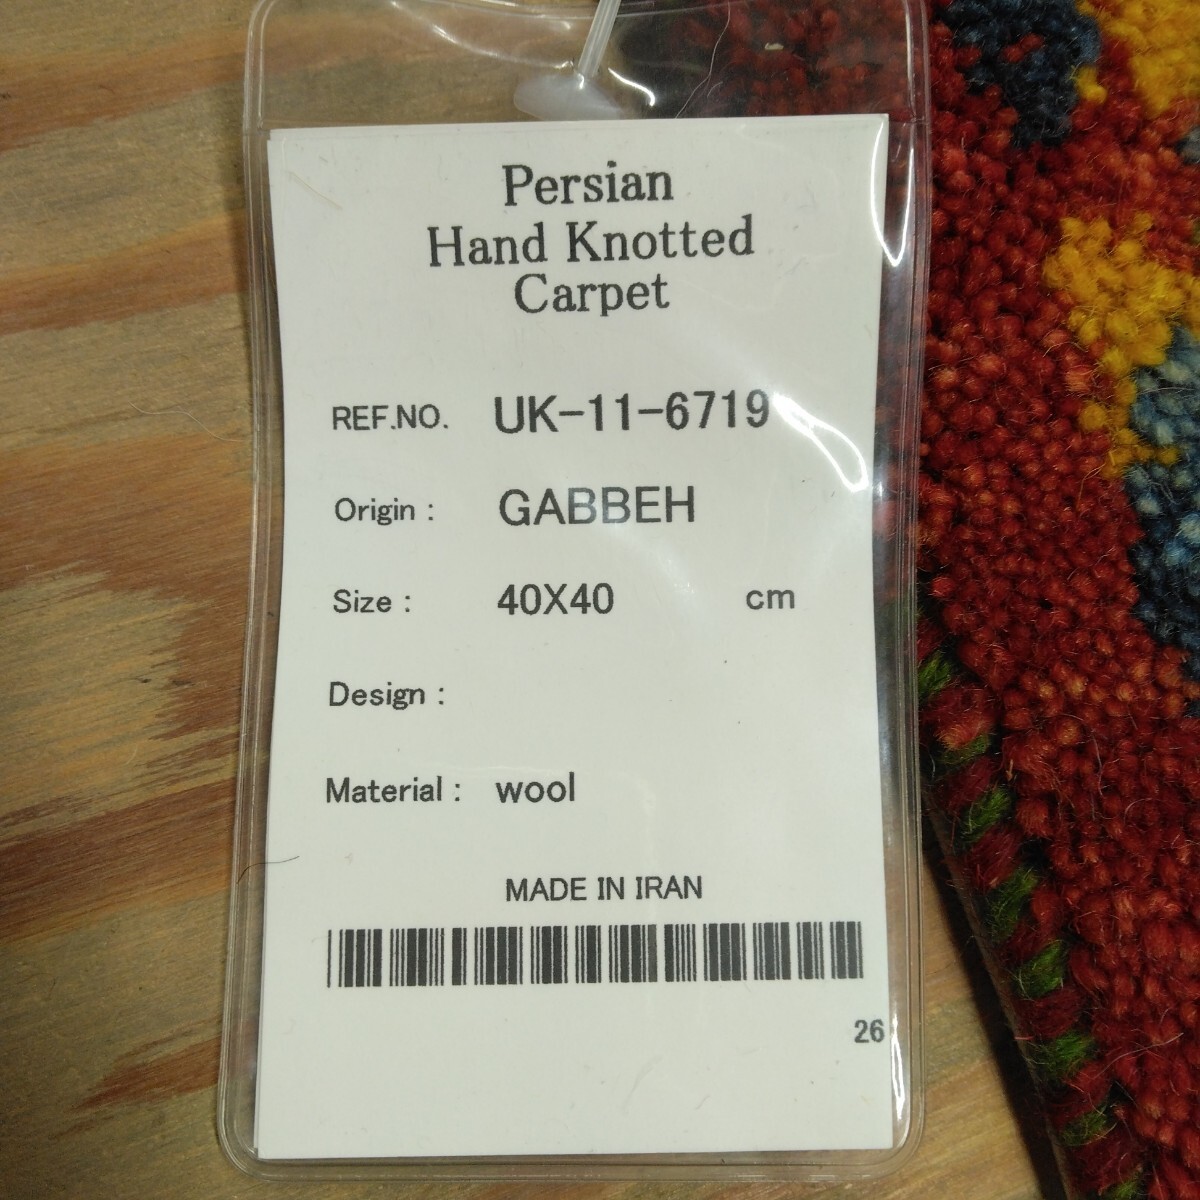 Persian
Hand Knotted
Carpet
REF.NO. UK-11-6719
Origin : GABBEH
Size : 40X40 cm
Design :
Material : wool
MADE IN IRAN
26